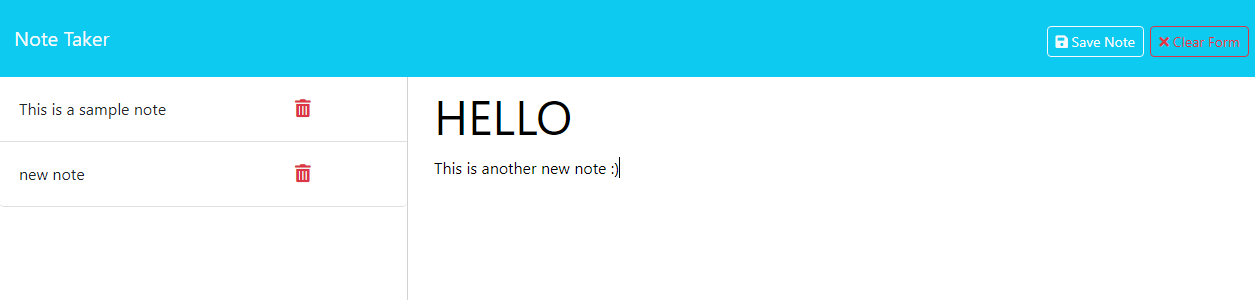 Note Taker
Save Note
Clear Form
This is a sample note
new note
HELLO
This is another new note :)